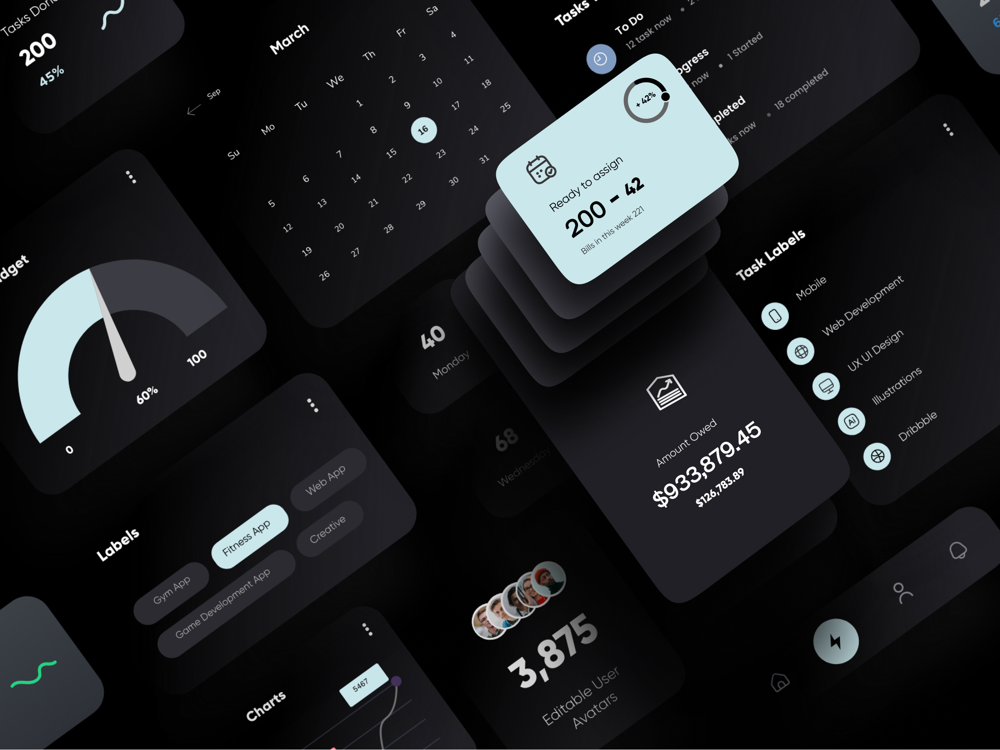 Tasks Done
200
45%
March
Sep
Su Mo Tu We Th Fr Sa
1 2 3 4
5 6 7 8 9 10 11
12 13 14 15 16 17 18
19 20 21 22 23 24 25
26 27 28 29 30 31
Tasks
To Do
12 task now
ogress
now • 1 Started
pleted
ks now • 18 completed
+ 42%
Ready to assign
200 - 42
Bills in this week 221
dget
0
60%
100
40
Monday
68
Wednesday
Task Labels
Mobile
Web Development
UX UI Design
Ai
Illustrations
Dribbble
Amount Owed
$933,879.45
$126,783.89
Labels
Gym App
Fitness App
Web App
Game Development App
Creative
Charts
5467
3,875
Editable User
Avatars